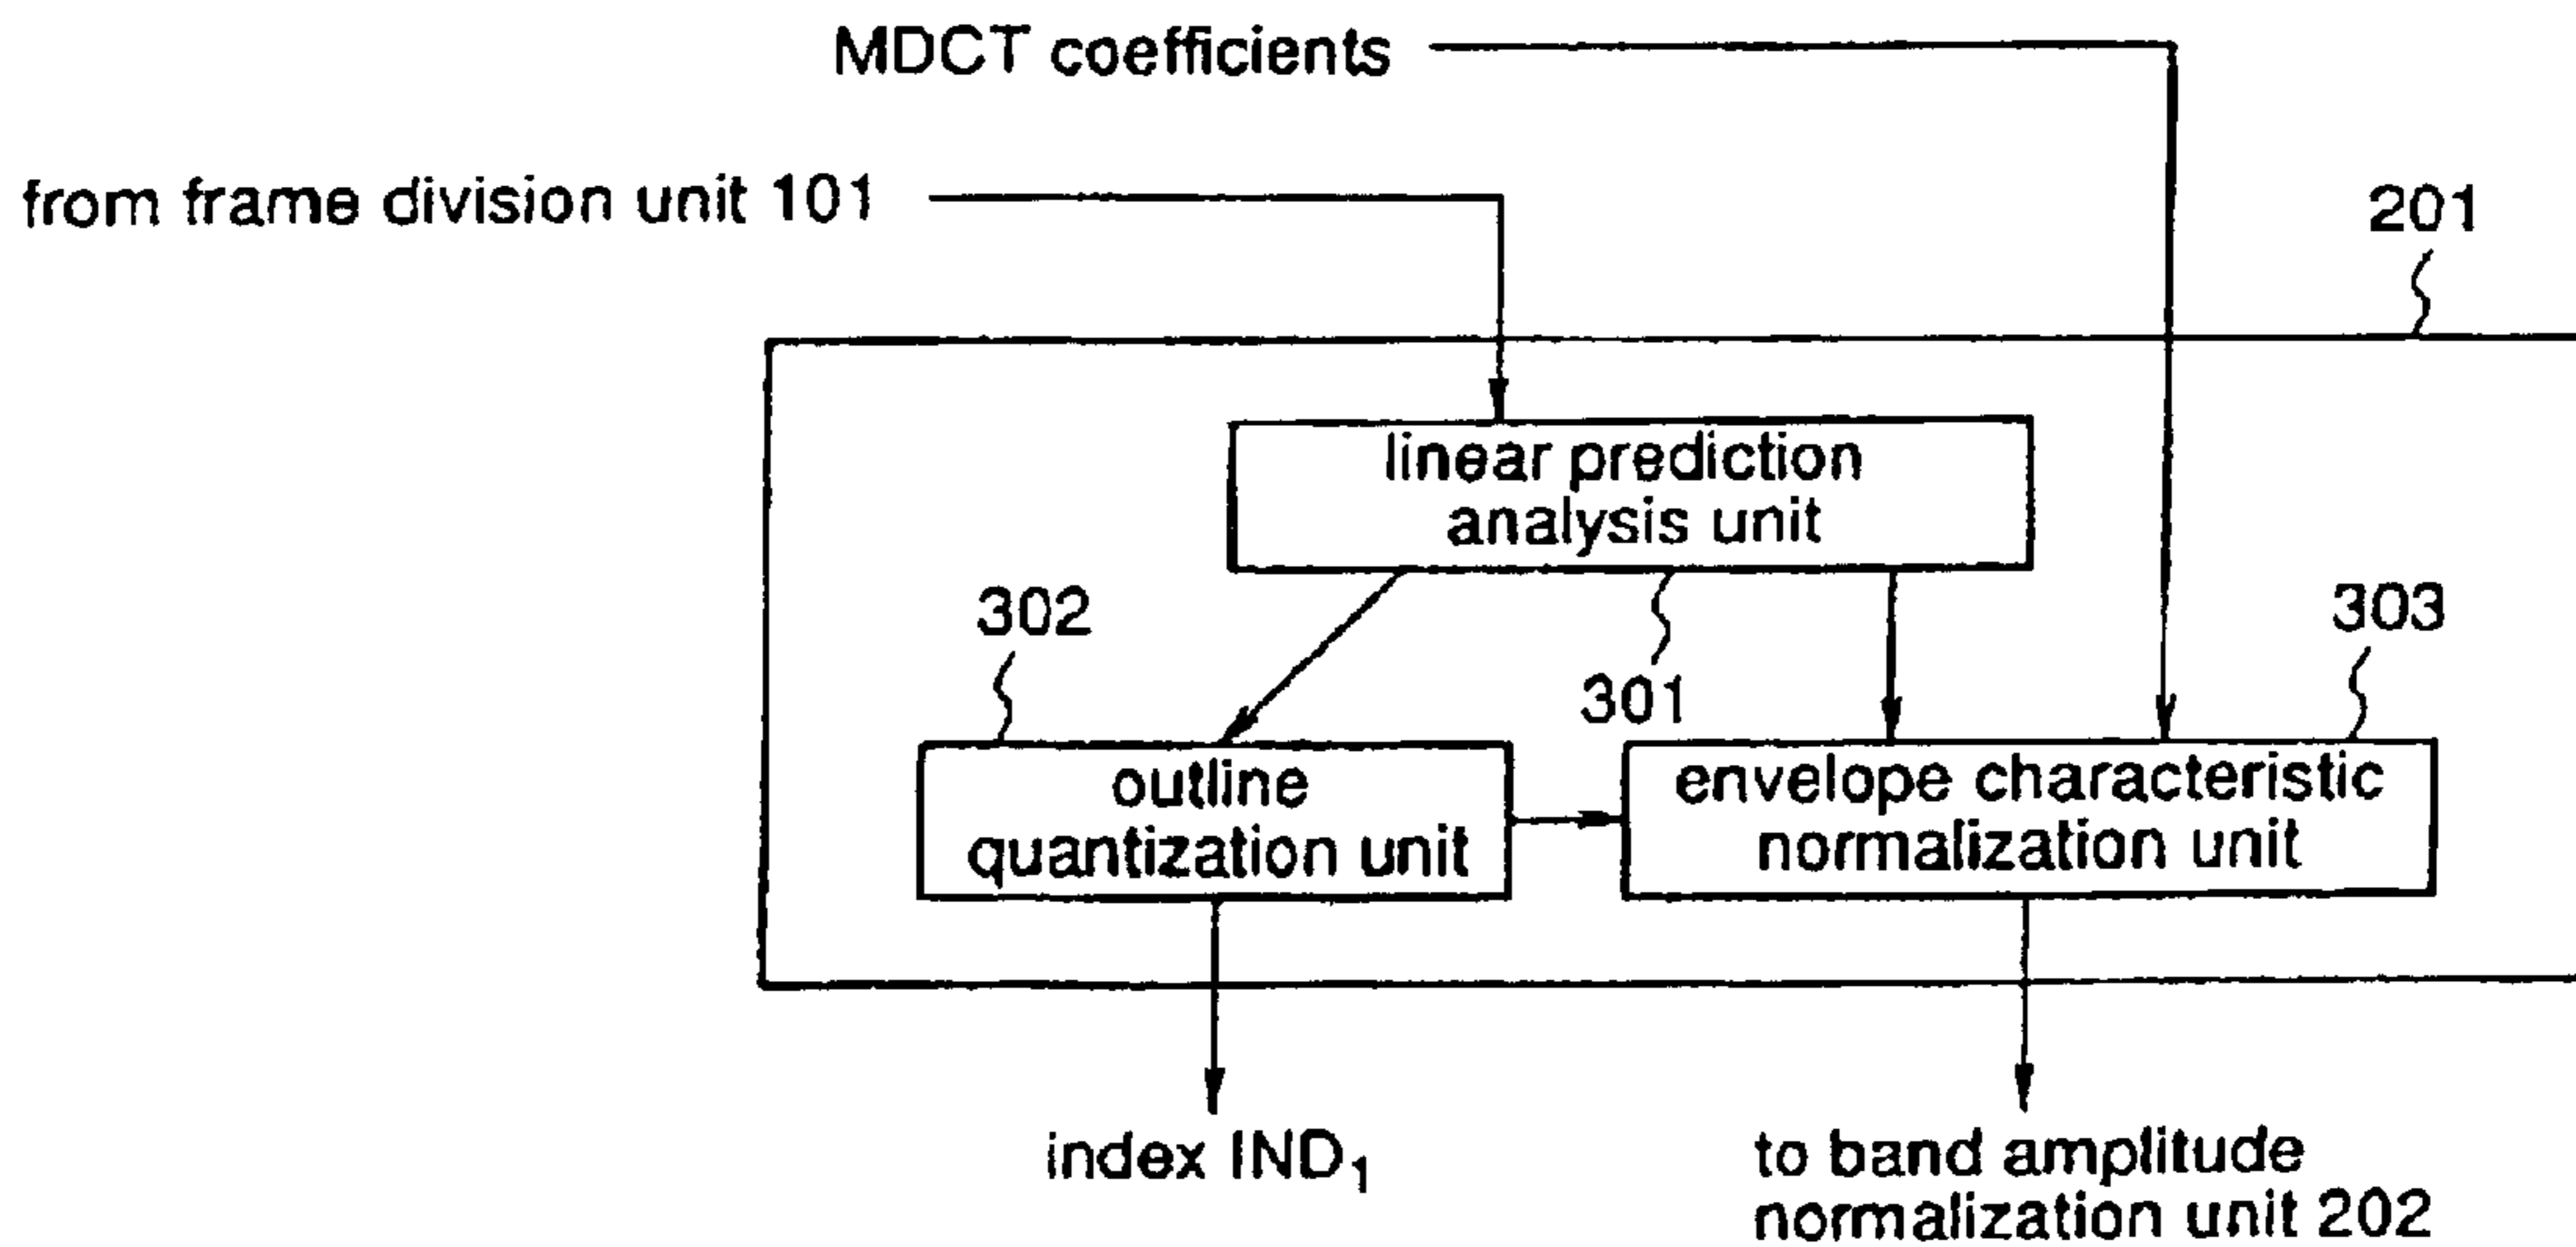 MDCT coefficients
from frame division unit 101
201
linear prediction
analysis unit
302
301
303
outline
quantization unit
envelope characteristic
normalization unit
index IND1
to band amplitude
normalization unit 202